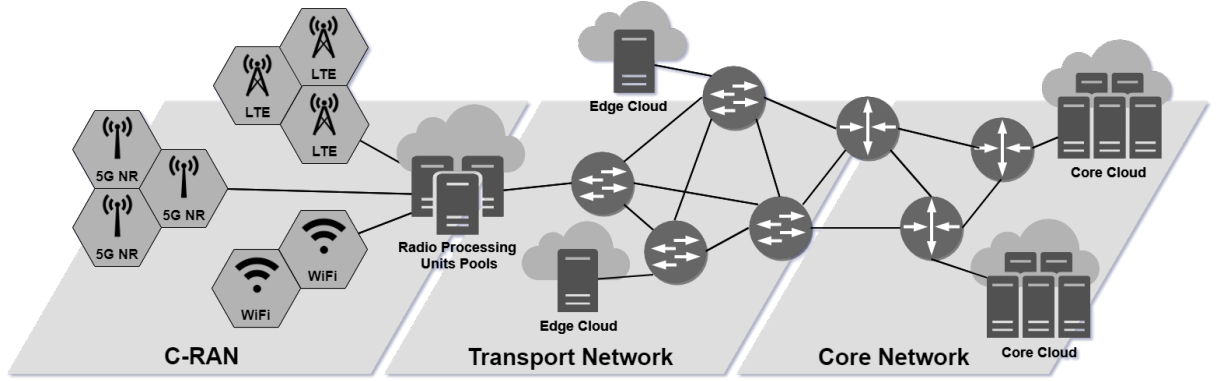 LTE
LTE
LTE
5G NR
5G NR
5G NR
WiFi
WiFi
Radio Processing
Units Pools
C-RAN
Edge Cloud
Edge Cloud
Transport Network
Core Cloud
Core Cloud
Core Network